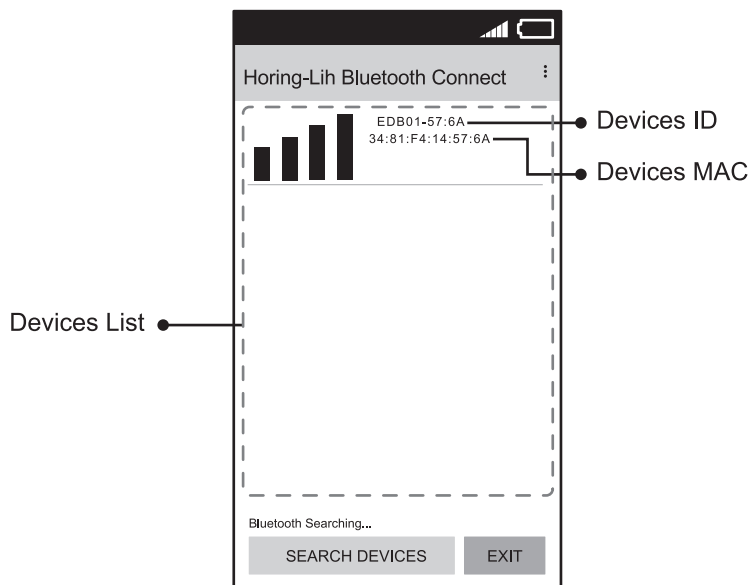 Horing-Lih Bluetooth Connect
EDB01-57:6A
Devices ID
34:81:F4:14:57:6A
Devices MAC
Devices List
Bluetooth Searching...
SEARCH DEVICES
EXIT